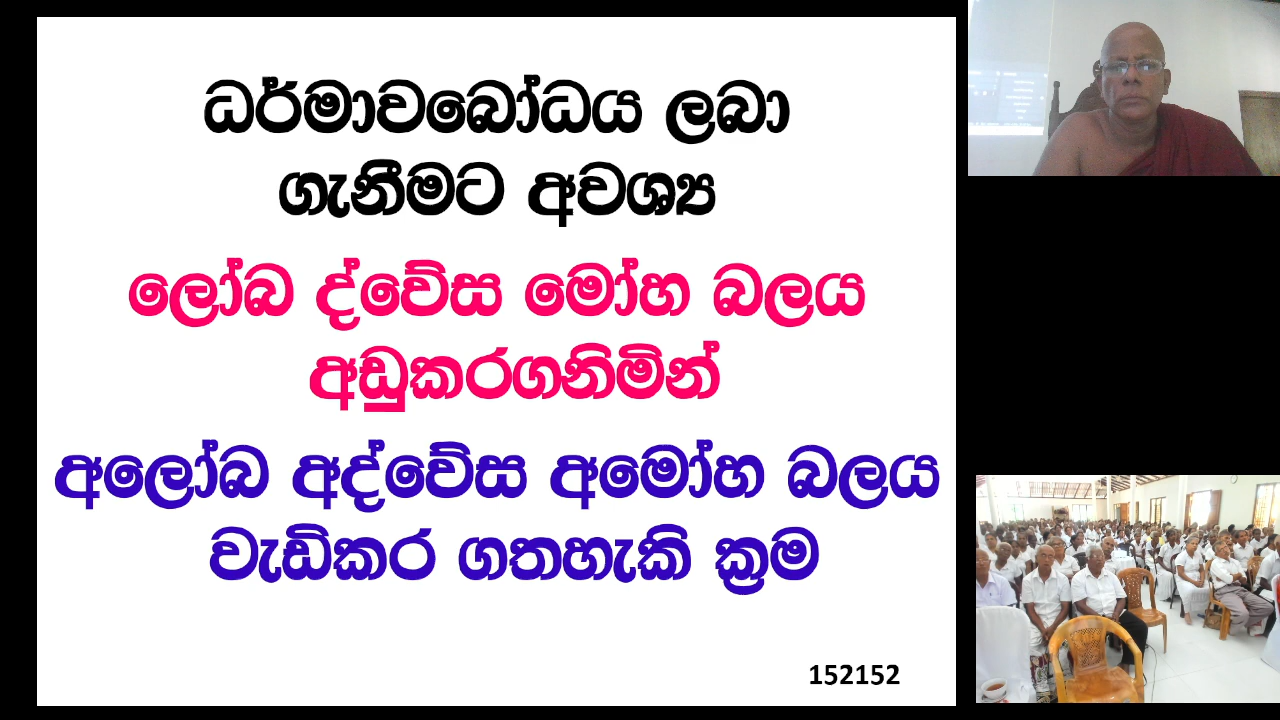 ධර්මාවබෝධය ලබා
ගැනීමට අවශ්‍ය
ලෝබ ද්වේස මෝහ බලය
අඩුකරගනිමින්
අලෝබ අද්වේස අමෝහ බලය
වැඩිකර ගතහැකි ක්‍රම
152152